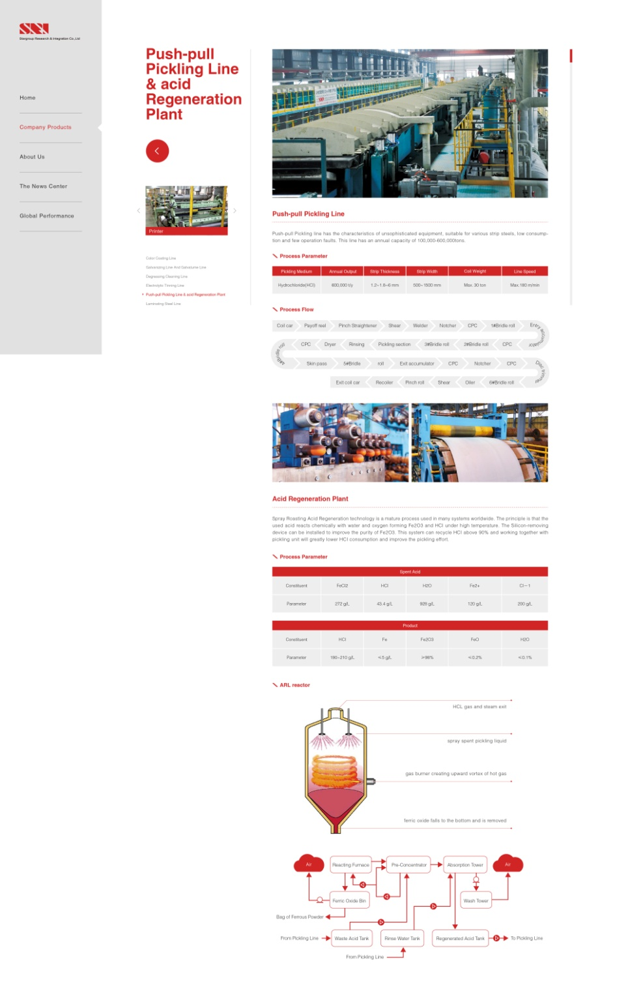 SRI
Stargroup Research & Integration Co.,Ltd
Home
Company Products
About Us
The News Center
Global Performance
Push-pull
Pickling Line
& acid
Regeneration
Plant
Printer
Color Coating Line
Galvanizing Line And Galvalume Line
Degreasing Cleaning Line
Electrolytic Tinning Line
Push-pull Pickling Line & acid Regeneration Plant
Laminating Steel Line
Push-pull Pickling Line
Push-pull Pickling line has the characteristics of unsophisticated equipment, suitable for various strip steels, low consump-
tion and few operation faults. This line has an annual capacity of 100,000-600,000tons.
Process Parameter
Pickling Medium Annual Output Strip Thickness Strip Width Coil Weight Line Speed
Hydrochloride(HCl) 600,000 t/y 1.2~1.8~6 mm 500~1500 mm Max. 30 ton Max.180 m/min
Process Flow
Coil car Payoff reel Pinch Straightener Shear Welder Notcher CPC 1#Bridle roll Entry accumulator
4#Bridle roll CPC Dryer Rinsing Pickling section 3#Bridle roll 2#Bridle roll CPC
Skin pass 5#Bridle roll Exit accumulator CPC Notcher CPC Disc trimmer
Exit coil car Recoiler Pinch roll Shear Oiler 6#Bridle roll
Acid Regeneration Plant
Spray Roasting Acid Regeneration technology is a mature process used in many systems worldwide. The principle is that the
used acid reacts chemically with water and oxygen forming Fe2O3 and HCl under high temperature. The Silicon-removing
device can be installed to improve the purity of Fe2O3. This system can recycle HCl above 90% and working together with
pickling unit will greatly lower HCl consumption and improve the pickling effort.
Process Parameter
Spent Acid
Constituent FeCl2 HCl H2O Fe2+ Cl−1
Parameter 272 g/L 43.4 g/L 928 g/L 120 g/L 200 g/L
Product
Constituent HCl Fe Fe2O3 FeO H2O
Parameter 190~210 g/L <5 g/L ≥98% <0.2% <0.1%
ARL reactor
HCL gas and steam exit
spray spent pickling liquid
gas burner creating upward vortex of hot gas
ferric oxide falls to the bottom and is removed
Air Reacting Furnace Pre-Concentrator Absorption Tower Air
Ferric Oxide Bin Wash Tower
Bag of Ferrous Powder
From Pickling Line Waste Acid Tank Rinse Water Tank Regenerated Acid Tank To Pickling Line
From Pickling Line